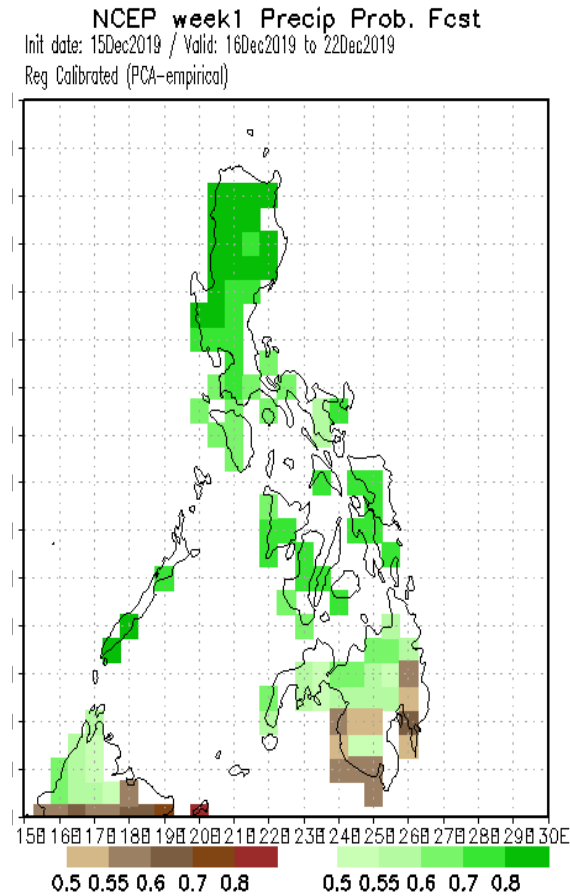 NCEP week1 Precip Prob. Fcst
Init date: 15Dec2019 / Valid: 16Dec2019 to 22Dec2019
Reg Calibrated (PCA-empirical)
30E
0.5 0.55 0.6 0.7 0.8 0.5 0.55 0.6 0.7 0.8